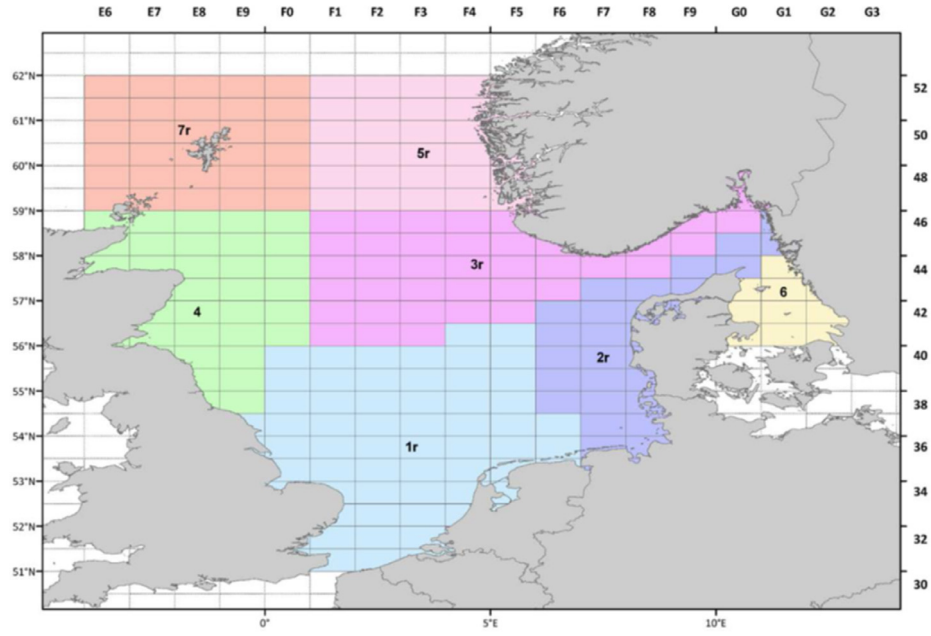 E6 E7 E8 E9 F0 F1 F2 F3 F4 F5 F6 F7 F8 F9 G0 G1 G2 G3
62°N 52
61°N 7r 50
60°N 5r 48
59°N 46
58°N 3r 44
57°N 4 6 42
56°N 2r 40
55°N 38
54°N 1r 36
53°N 34
52°N 32
51°N 30
0° 5°E 10°E